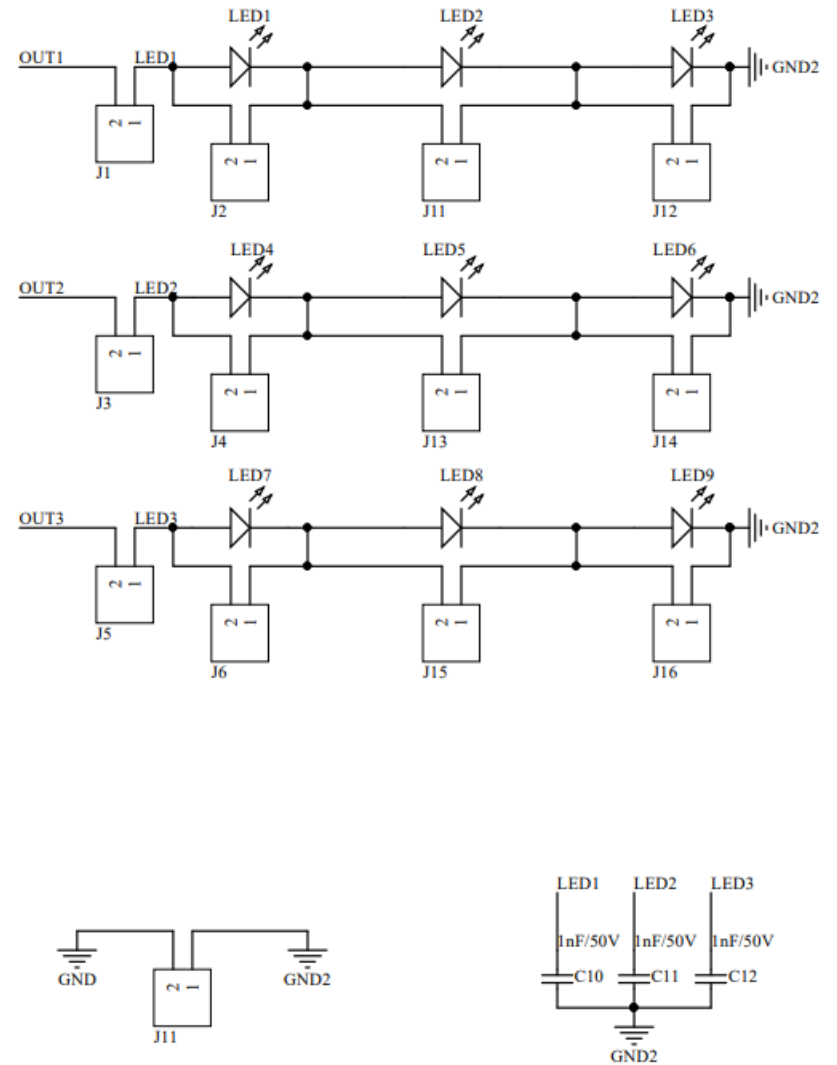 LED1 LED2 LED3
OUT1 LED1 GND2
2 1 2 1 2 1 2 1
J1 J2 J11 J12
LED4 LED5 LED6
OUT2 LED2 GND2
2 1 2 1 2 1 2 1
J3 J4 J13 J14
LED7 LED8 LED9
OUT3 LED3 GND2
2 1 2 1 2 1 2 1
J5 J6 J15 J16
LED1 LED2 LED3
1nF/50V 1nF/50V 1nF/50V
GND 2 1 GND2 C10 C11 C12
J11 GND2